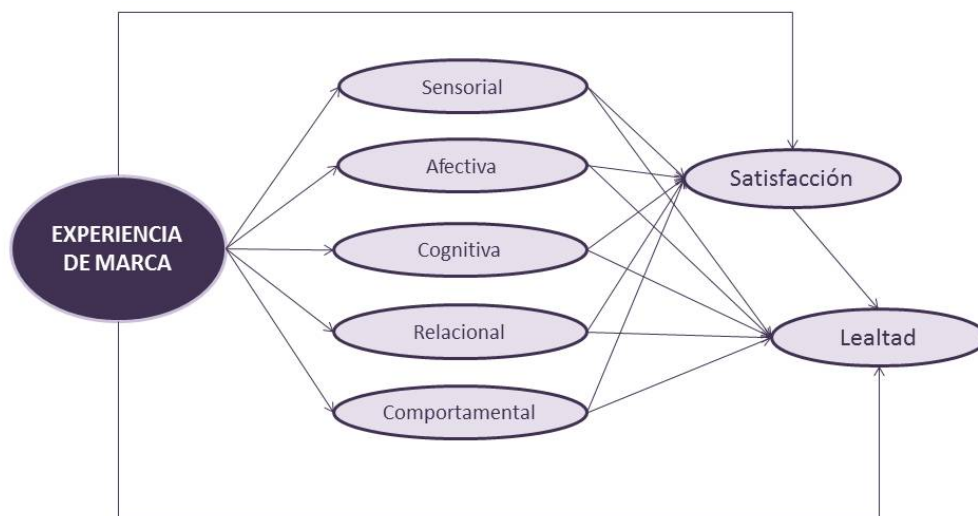 Sensorial
Afectiva
Satisfacción
EXPERIENCIA
DE MARCA
Cognitiva
Relacional
Lealtad
Comportamental